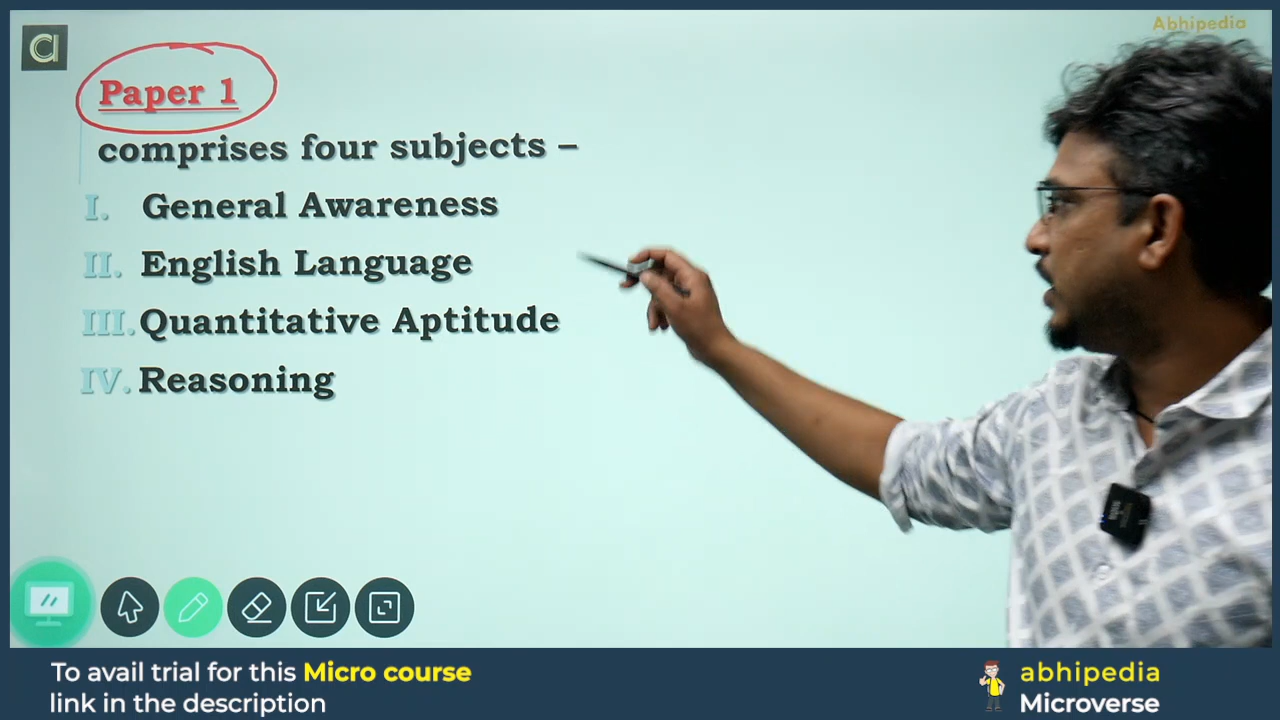 Abhipedia
Paper 1
comprises four subjects –
I. General Awareness
II. English Language
III. Quantitative Aptitude
IV. Reasoning
To avail trial for this Micro course
link in the description
abhipedia
Microverse